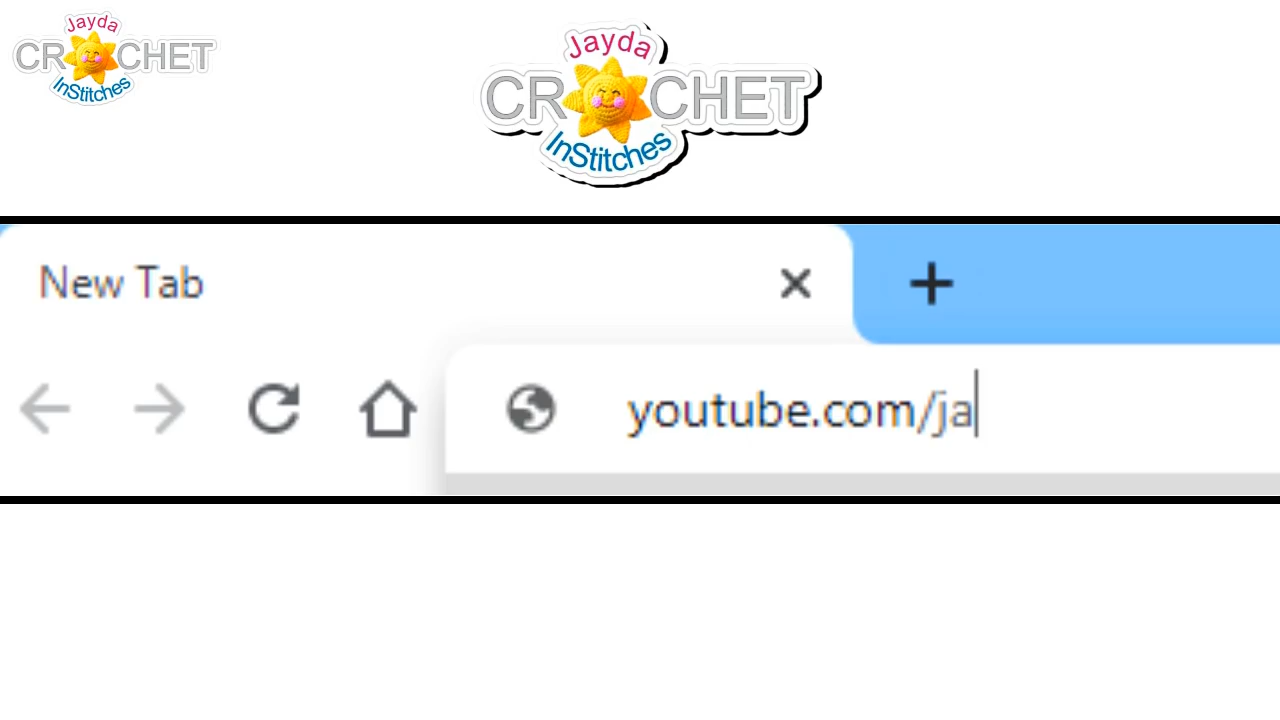 Jayda
CROCHET
InStitches
Jayda
CROCHET
InStitches
New Tab
youtube.com/ja